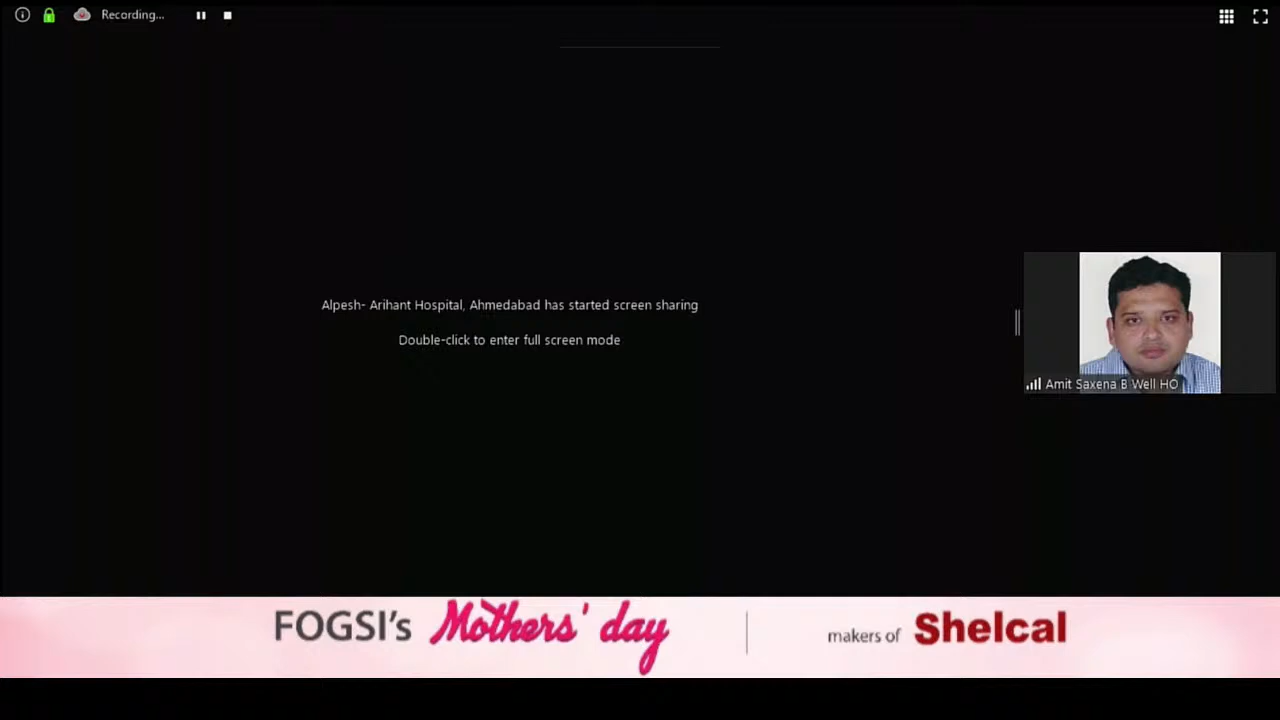 Recording...
Alpesh- Arihant Hospital, Ahmedabad has started screen sharing
Double-click to enter full screen mode
Amit Saxena B Well HO
FOGSI's Mothers' day
makers of Shelcal